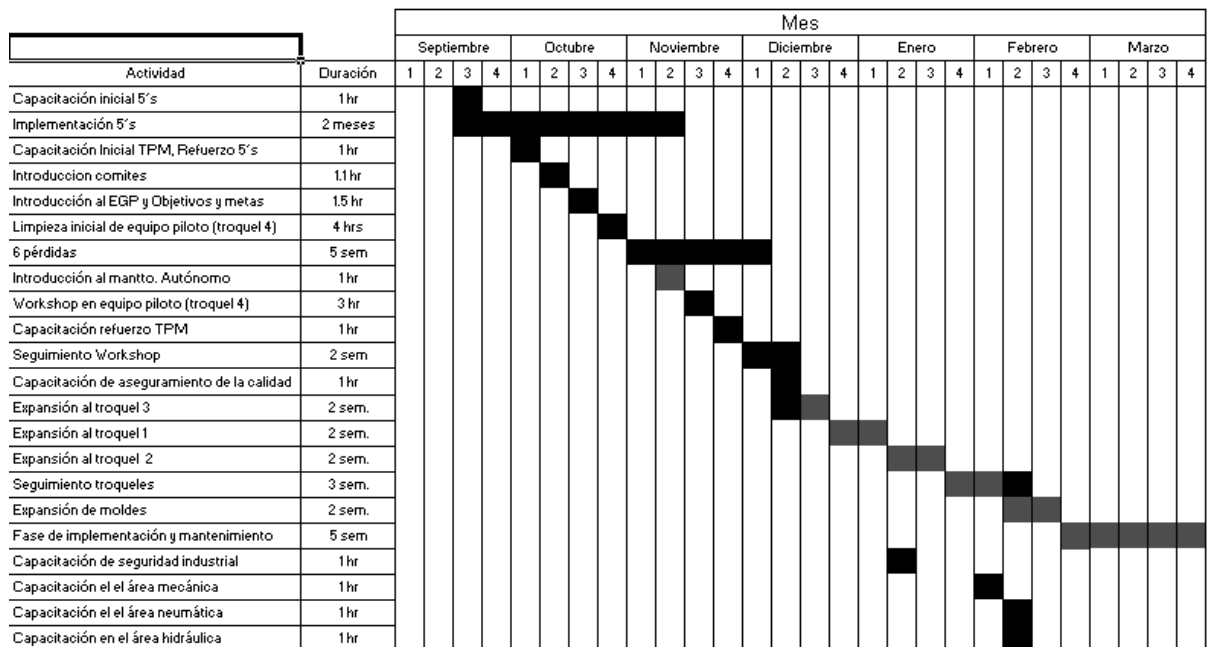 Mes
Septiembre Octubre Noviembre Diciembre Enero Febrero Marzo
Actividad Duración 1 2 3 4 1 2 3 4 1 2 3 4 1 2 3 4 1 2 3 4 1 2 3 4 1 2 3 4
Capacitación inicial 5´s 1 hr
Implementación 5´s 2 meses
Capacitación Inicial TPM, Refuerzo 5´s 1 hr
Introduccion comites 1.1 hr
Introducción al EGP y Objetivos y metas 1.5 hr
Limpieza inicial de equipo piloto (troquel 4) 4 hrs
6 pérdidas 5 sem
Introducción al mantto. Autónomo 1 hr
Workshop en equipo piloto (troquel 4) 3 hr
Capacitación refuerzo TPM 1 hr
Seguimiento Workshop 2 sem
Capacitación de aseguramiento de la calidad 1 hr
Expansión al troquel 3 2 sem.
Expansión al troquel 1 2 sem.
Expansión al troquel 2 2 sem.
Seguimiento troqueles 3 sem.
Expansión de moldes 2 sem.
Fase de implementación y mantenimiento 5 sem
Capacitación de seguridad industrial 1 hr
Capacitación el el área mecánica 1 hr
Capacitación el el área neumática 1 hr
Capacitación en el área hidráulica 1 hr